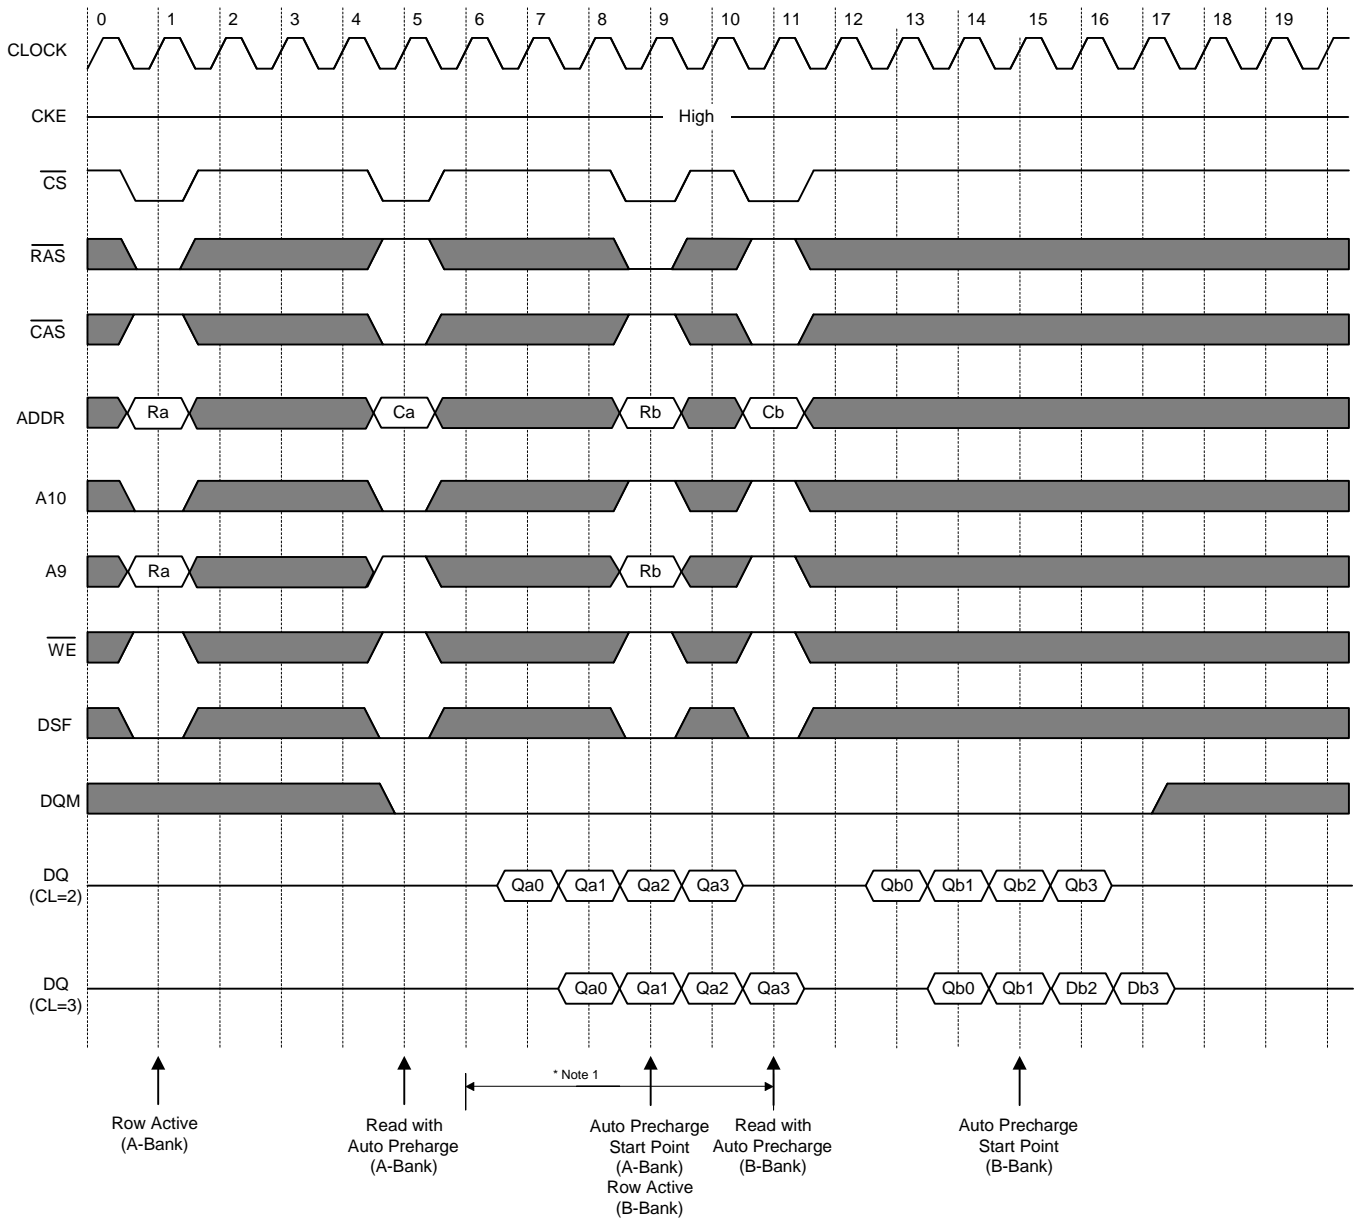 0 1 2 3 4 5 6 7 8 9 10 11 12 13 14 15 16 17 18 19
CLOCK
CKE High
CS
RAS
CAS
ADDR Ra Ca Rb Cb
A10
A9 Ra Rb
WE
DSF
DQM
DQ
(CL=2)
Qa0 Qa1 Qa2 Qa3 Qb0 Qb1 Qb2 Qb3
DQ
(CL=3)
Qa0 Qa1 Qa2 Qa3 Qb0 Qb1 Db2 Db3
* Note 1
Row Active
(A-Bank)
Read with
Auto Preharge
(A-Bank)
Auto Precharge
Start Point
(A-Bank)
Row Active
(B-Bank)
Read with
Auto Precharge
(B-Bank)
Auto Precharge
Start Point
(B-Bank)